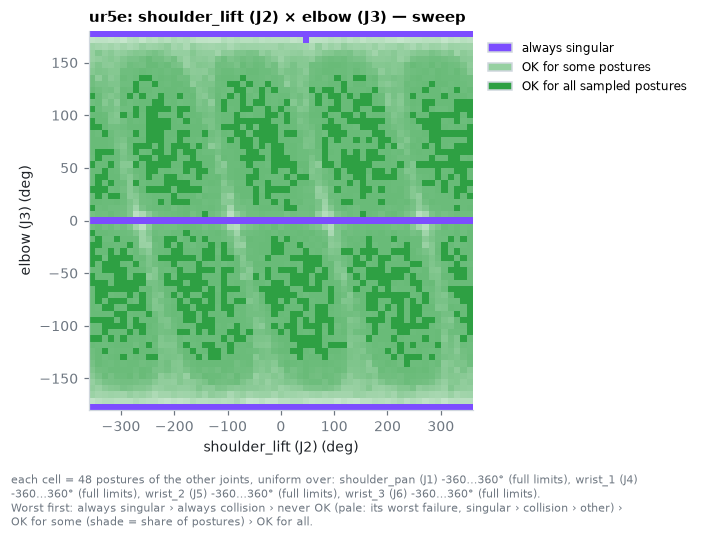 ur5e: shoulder_lift (J2) × elbow (J3) — sweep
always singular
OK for some postures
OK for all sampled postures
elbow (J3) (deg)
150
100
50
0
−50
−100
−150
−300
−200
−100
0
100
200
300
shoulder_lift (J2) (deg)
each cell = 48 postures of the other joints, uniform over: shoulder_pan (J1) -360...360° (full limits), wrist_1 (J4)
-360...360° (full limits), wrist_2 (J5) -360...360° (full limits), wrist_3 (J6) -360...360° (full limits).
Worst first: always singular › always collision › never OK (pale: its worst failure, singular › collision › other) ›
OK for some (shade = share of postures) › OK for all.